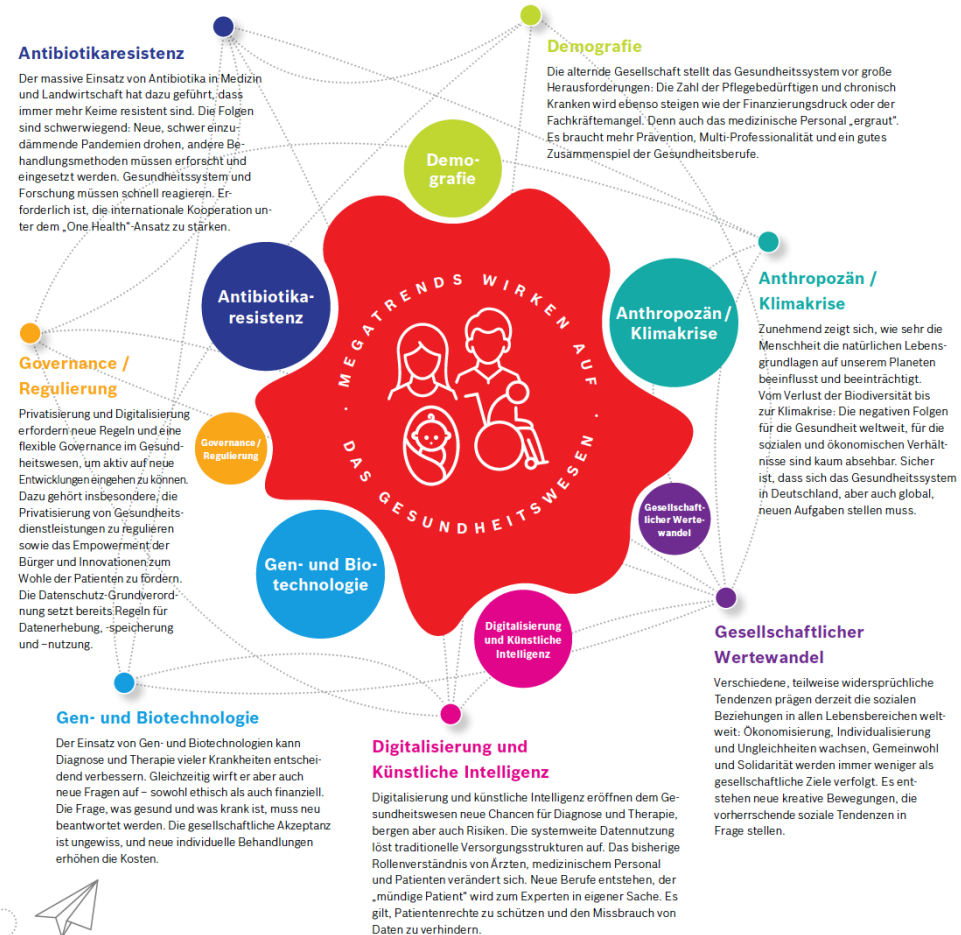 Antibiotikaresistenz
Der massive Einsatz von Antibiotika in Medizin
und Landwirtschaft hat dazu geführt, dass
immer mehr Keime resistent sind. Die Folgen
sind schwerwiegend: Neue, schwer einzu-
dämmende Pandemien drohen, andere Be-
handlungsmethoden müssen erforscht und
eingesetzt werden. Gesundheitssystem und
Forschung müssen schnell reagieren. Er-
forderlich ist, die internationale Kooperation un-
ter dem „One Health“-Ansatz zu stärken.
Demografie
Die alternde Gesellschaft stellt das Gesundheitssystem vor große
Herausforderungen: Die Zahl der Pflegebedürftigen und chronisch
Kranken wird ebenso steigen wie der Finanzierungsdruck oder der
Fachkräftemangel. Denn auch das medizinische Personal „ergraut“.
Es braucht mehr Prävention, Multi-Professionalität und ein gutes
Zusammenspiel der Gesundheitsberufe.
Demo-
grafie
Antibiotika-
resistenz
Anthropozän /
Klimakrise
Governance /
Regulierung
Gesellschaft-
licher Werte-
wandel
Gen- und Bio-
technologie
Digitalisierung
und Künstliche
Intelligenz
· MEGATRENDS WIRKEN AUF ·
DAS GESUNDHEITSWESEN
Anthropozän /
Klimakrise
Zunehmend zeigt sich, wie sehr die
Menschheit die natürlichen Lebens-
grundlagen auf unserem Planeten
beeinflusst und beeinträchtigt.
Vom Verlust der Biodiversität bis
zur Klimakrise: Die negativen Folgen
für die Gesundheit weltweit, für die
sozialen und ökonomischen Verhält-
nisse sind kaum absehbar. Sicher
ist, dass sich das Gesundheitssystem
in Deutschland, aber auch global,
neuen Aufgaben stellen muss.
Governance /
Regulierung
Privatisierung und Digitalisierung
erfordern neue Regeln und eine
flexible Governance im Gesund-
heitswesen, um aktiv auf neue
Entwicklungen eingehen zu können.
Dazu gehört insbesondere, die
Privatisierung von Gesundheits-
dienstleistungen zu regulieren
sowie das Empowerment der
Bürger und Innovationen zum
Wohle der Patienten zu fördern.
Die Datenschutz-Grundverord-
nung setzt bereits Regeln für
Datenerhebung, -speicherung
und –nutzung.
Gen- und Biotechnologie
Der Einsatz von Gen- und Biotechnologien kann
Diagnose und Therapie vieler Krankheiten entschei-
dend verbessern. Gleichzeitig wirft er aber auch
neue Fragen auf – sowohl ethisch als auch finanziell.
Die Frage, was gesund und was krank ist, muss neu
beantwortet werden. Die gesellschaftliche Akzeptanz
ist ungewiss, und neue individuelle Behandlungen
erhöhen die Kosten.
Digitalisierung und
Künstliche Intelligenz
Digitalisierung und künstliche Intelligenz eröffnen dem Ge-
sundheitswesen neue Chancen für Diagnose und Therapie,
bergen aber auch Risiken. Die systemweite Datennutzung
löst traditionelle Versorgungsstrukturen auf. Das bisherige
Rollenverständnis von Ärzten, medizinischem Personal
und Patienten verändert sich. Neue Berufe entstehen, der
„mündige Patient“ wird zum Experten in eigener Sache. Es
gilt, Patientenrechte zu schützen und den Missbrauch von
Daten zu verhindern.
Gesellschaftlicher
Wertewandel
Verschiedene, teilweise widersprüchliche
Tendenzen prägen derzeit die sozialen
Beziehungen in allen Lebensbereichen welt-
weit: Ökonomisierung, Individualisierung
und Ungleichheiten wachsen, Gemeinwohl
und Solidarität werden immer weniger als
gesellschaftliche Ziele verfolgt. Es ent-
stehen neue kreative Bewegungen, die
vorherrschende soziale Tendenzen in
Frage stellen.